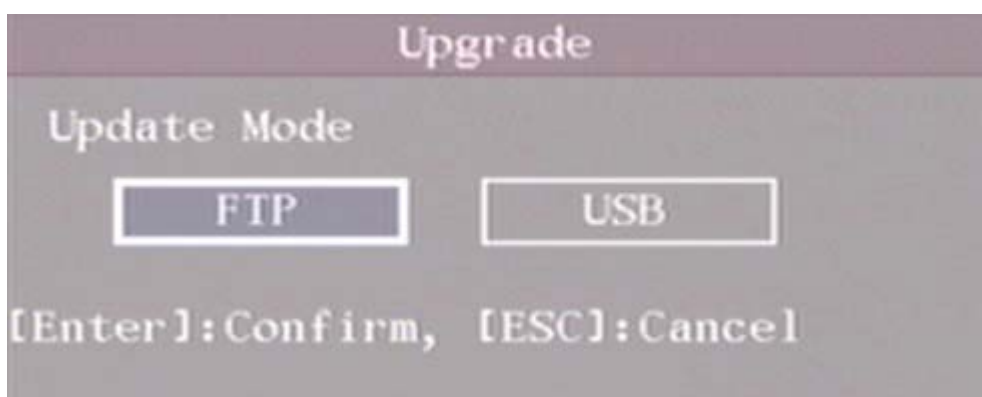 Upgrade
Update Mode
FTP USB
[Enter]:Confirm, [ESC]:Cancel